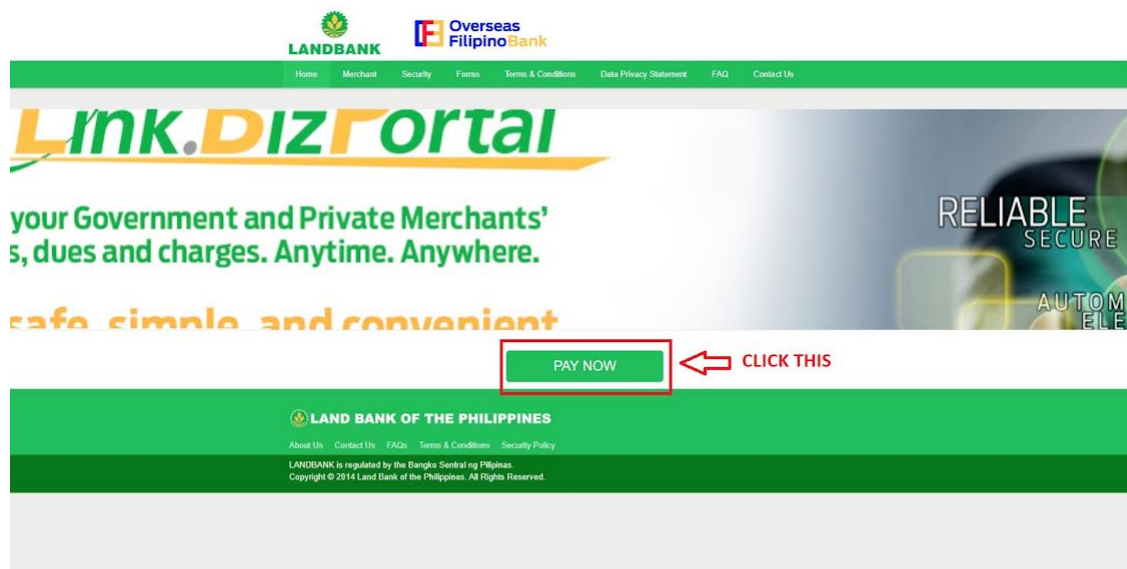 LANDBANK
Overseas
FilipinoBank
Home Merchant Security Forms Terms & Conditions Data Privacy Statement FAQ Contact Us
Link.BizPortal
your Government and Private Merchants'
s, dues and charges. Anytime. Anywhere.
safe, simple, and convenient
RELIABLE
SECURE
AUTOM
ELE
PAY NOW
CLICK THIS
LAND BANK OF THE PHILIPPINES
About Us Contact Us FAQs Terms & Conditions Security Policy
LANDBANK is regulated by the Bangko Sentral ng Pilipinas.
Copyright © 2014 Land Bank of the Philippines. All Rights Reserved.